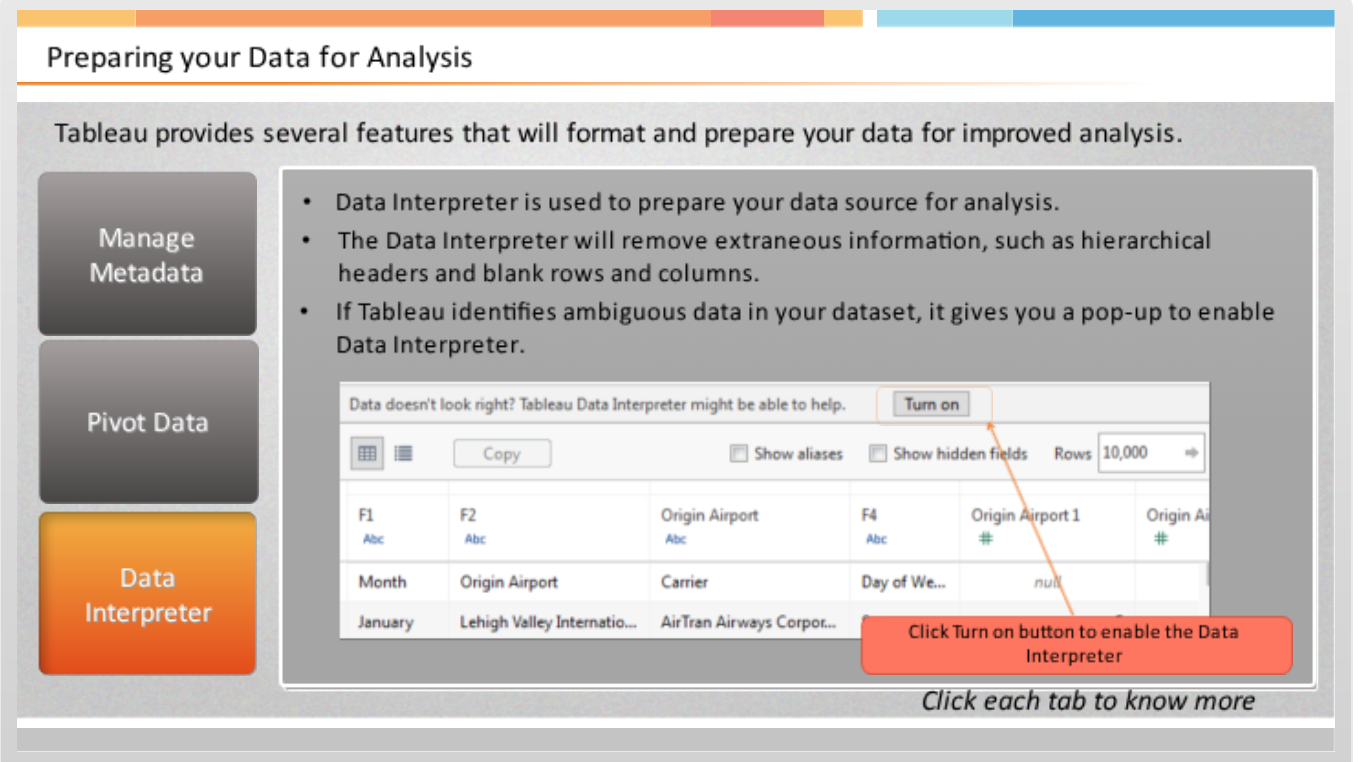 Preparing your Data for Analysis
Tableau provides several features that will format and prepare your data for improved analysis.
Manage
Metadata
Pivot Data
Data
Interpreter
• Data Interpreter is used to prepare your data source for analysis.
• The Data Interpreter will remove extraneous information, such as hierarchical
headers and blank rows and columns.
• If Tableau identifies ambiguous data in your dataset, it gives you a pop-up to enable
Data Interpreter.
Data doesn't look right? Tableau Data Interpreter might be able to help. Turn on
Copy Show aliases Show hidden fields Rows 10,000
F1 F2 Origin Airport F4 Origin Airport 1 Origin Ai
Abc Abc Abc Abc # #
Month Origin Airport Carrier Day of We... null
January Lehigh Valley Internatio... AirTran Airways Corpor...
Click Turn on button to enable the Data
Interpreter
Click each tab to know more